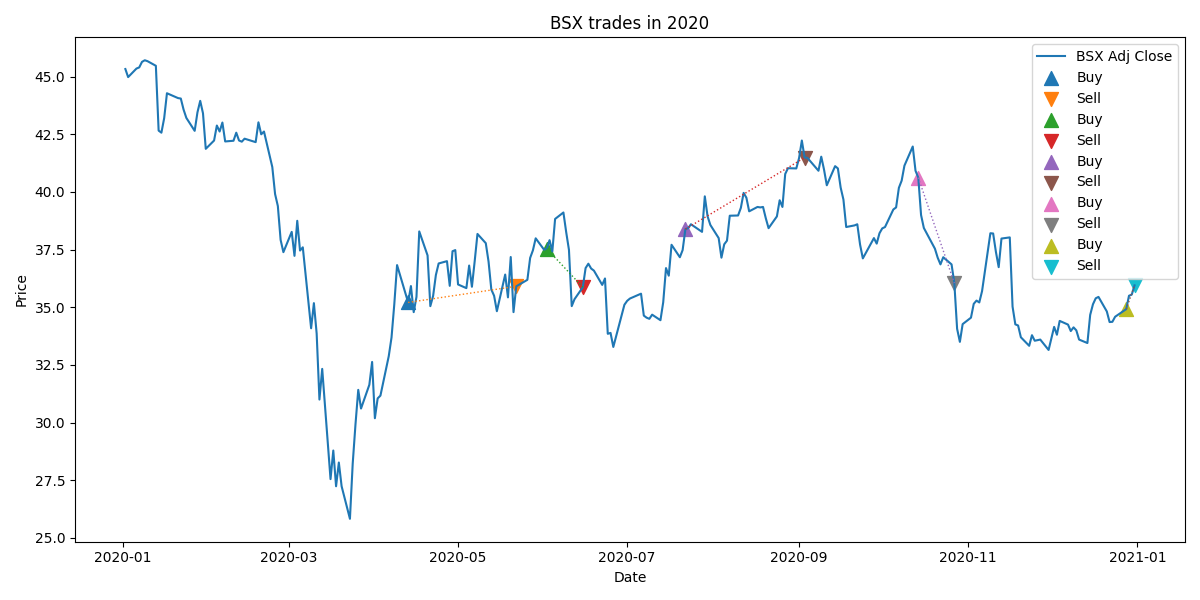 BSX trades in 2020
BSX Adj Close
Buy
Sell
Buy
Sell
Buy
Sell
Buy
Sell
Buy
Sell
Price
45.0
42.5
40.0
37.5
35.0
32.5
30.0
27.5
25.0
2020-01
2020-03
2020-05
2020-07
2020-09
2020-11
2021-01
Date